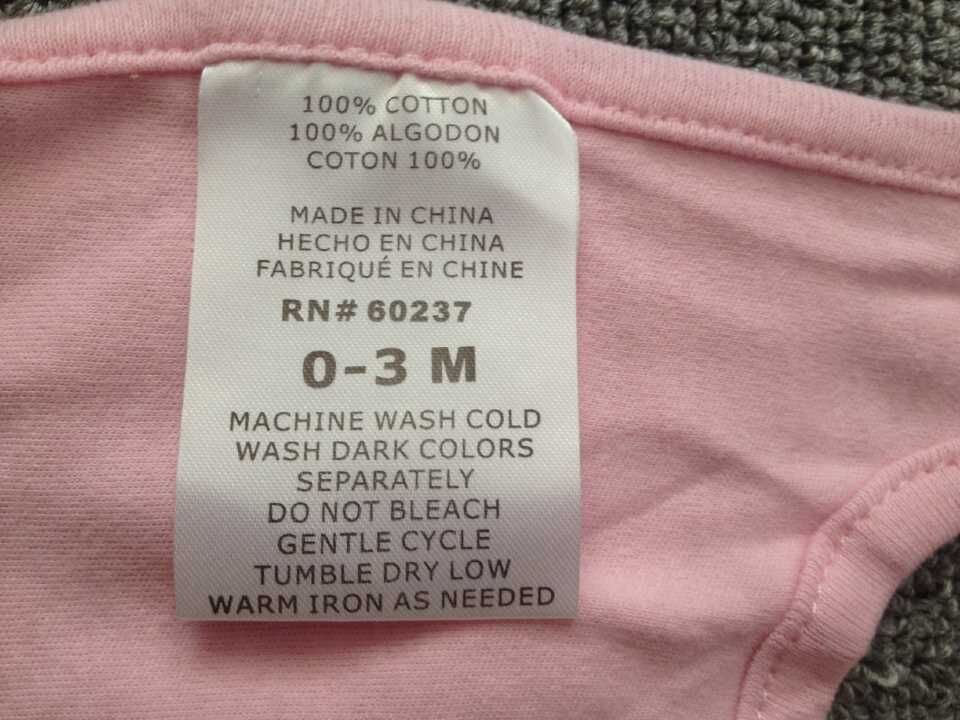 100% COTTON
100% ALGODON
COTON 100%
MADE IN CHINA
HECHO EN CHINA
FABRIQUÉ EN CHINE
RN# 60237
0-3 M
MACHINE WASH COLD
WASH DARK COLORS
SEPARATELY
DO NOT BLEACH
GENTLE CYCLE
TUMBLE DRY LOW
WARM IRON AS NEEDED